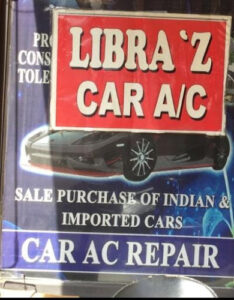 LIBRA 'Z
CAR A/C
SALE PURCHASE OF INDIAN &
IMPORTED CARS
CAR AC REPAIR